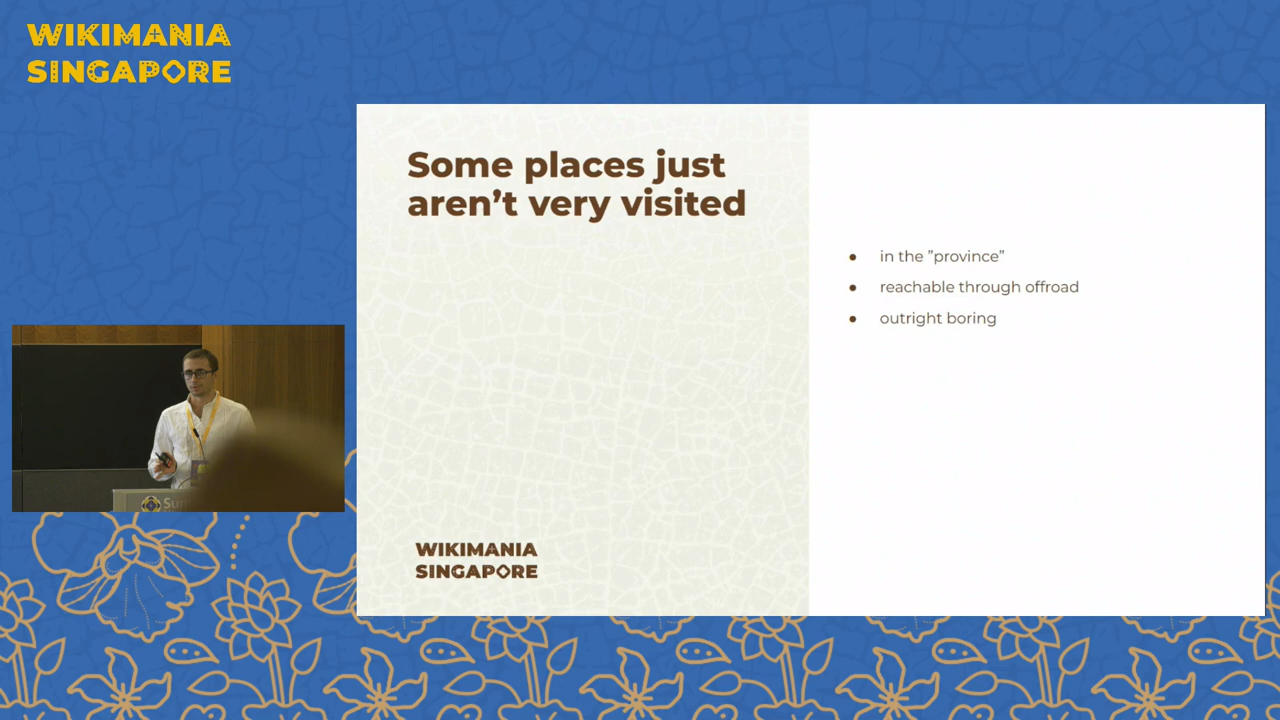 WIKIMANIA
SINGAPORE
Some places just
aren’t very visited
● in the ”province”
● reachable through offroad
● outright boring
WIKIMANIA
SINGAPORE